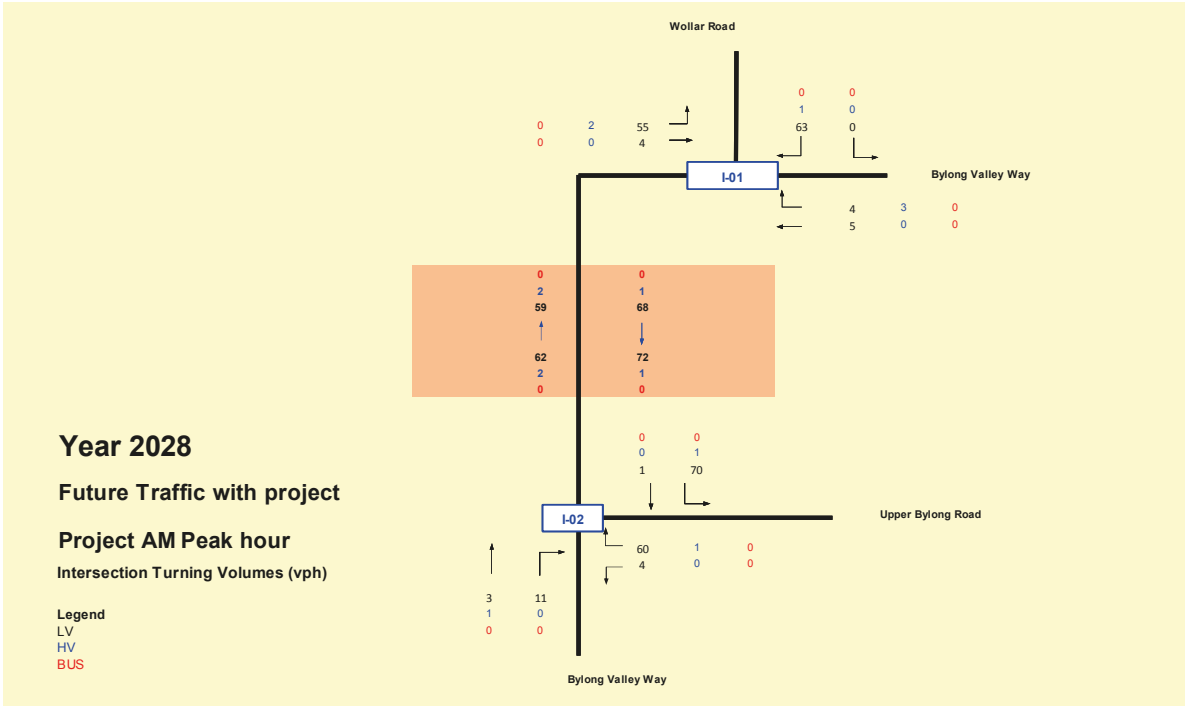 Wollar Road
0 0
1 0
63 0
0 2 55
0 0 4
I-01
Bylong Valley Way
4 3 0
5 0 0
0 0
2 1
59 68
62 72
2 1
0 0
Year 2028
Future Traffic with project
Project AM Peak hour
Intersection Turning Volumes (vph)
Legend
LV
HV
BUS
0 0
0 1
1 70
I-02
Upper Bylong Road
60 1 0
4 0 0
3 11
1 0
0 0
Bylong Valley Way